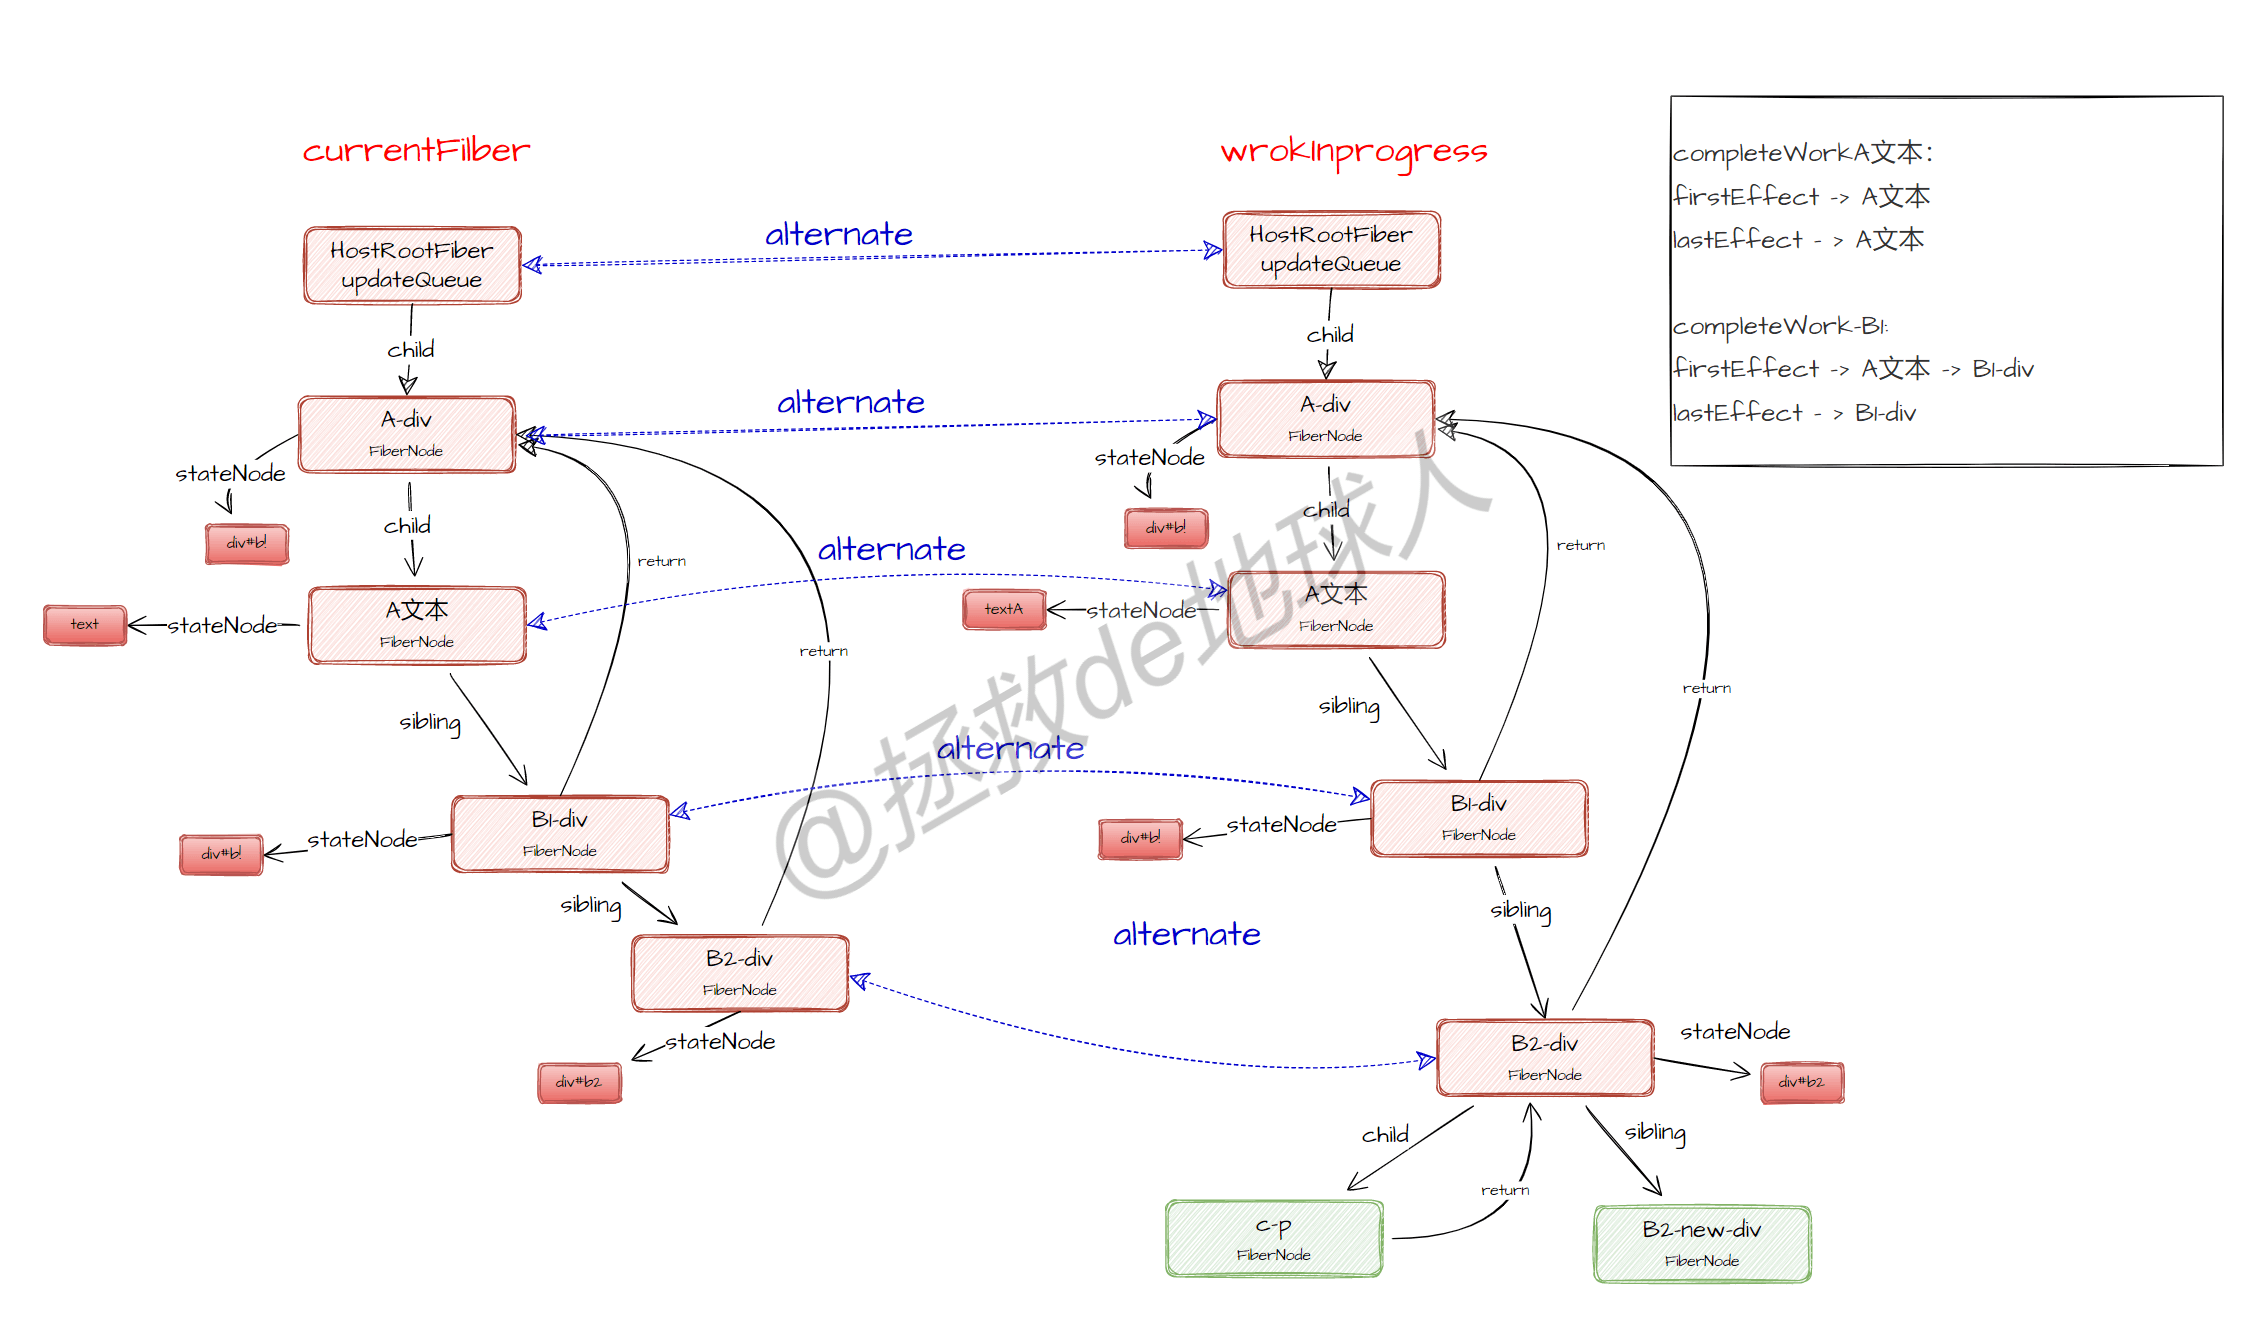 currentFilber
wrokInprogress
completeWorkA文本：
firstEffect -> A文本
lastEffect - > A文本
completeWork-B1:
firstEffect -> A文本 -> B1-div
lastEffect - > B1-div
HostRootFiber
updateQueue
alternate
HostRootFiber
updateQueue
child
child
A-div
FiberNode
alternate
A-div
FiberNode
stateNode
stateNode
div#b!
div#b!
child
child
alternate
return
return
A文本
FiberNode
text
stateNode
A文本
FiberNode
textA
stateNode
return
return
sibling
sibling
alternate
B1-div
FiberNode
stateNode
div#b!
B1-div
FiberNode
stateNode
div#b!
@拯救de地球人
sibling
sibling
alternate
B2-div
FiberNode
stateNode
div#b2
B2-div
FiberNode
stateNode
div#b2
child
sibling
return
c-p
FiberNode
B2-new-div
FiberNode